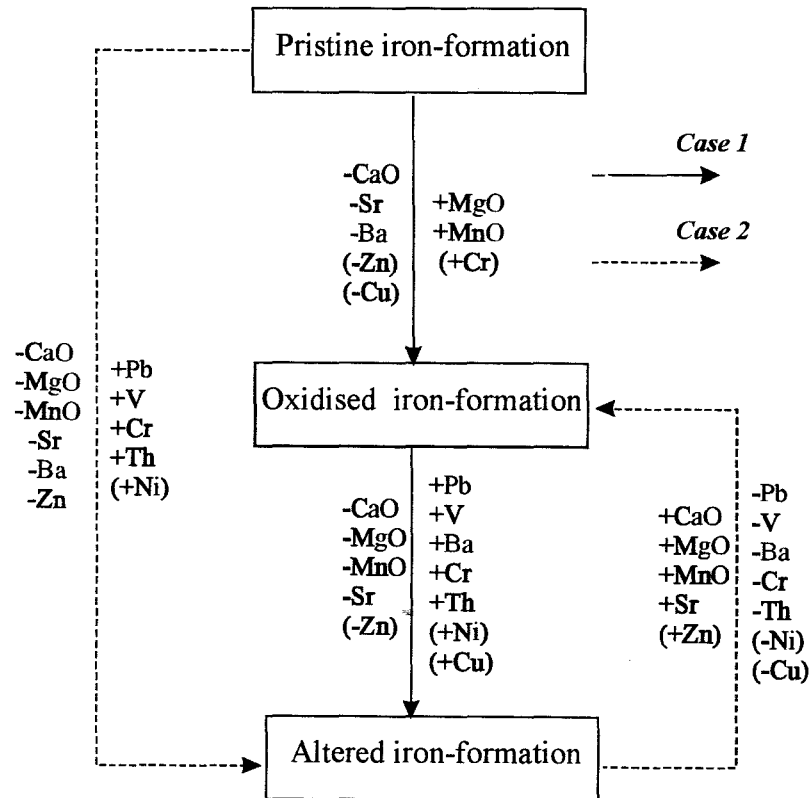 Pristine iron-formation
Case 1
-CaO
-Sr
-Ba
(-Zn)
(-Cu)
+MgO
+MnO
(+Cr)
Case 2
-CaO
-MgO
-MnO
-Sr
-Ba
-Zn
+Pb
+V
+Cr
+Th
(+Ni)
Oxidised iron-formation
-CaO
-MgO
-MnO
-Sr
(-Zn)
+Pb
+V
+Ba
+Cr
+Th
(+Ni)
(+Cu)
+CaO
+MgO
+MnO
+Sr
(+Zn)
-Pb
-V
-Ba
-Cr
-Th
(-Ni)
(-Cu)
Altered iron-formation